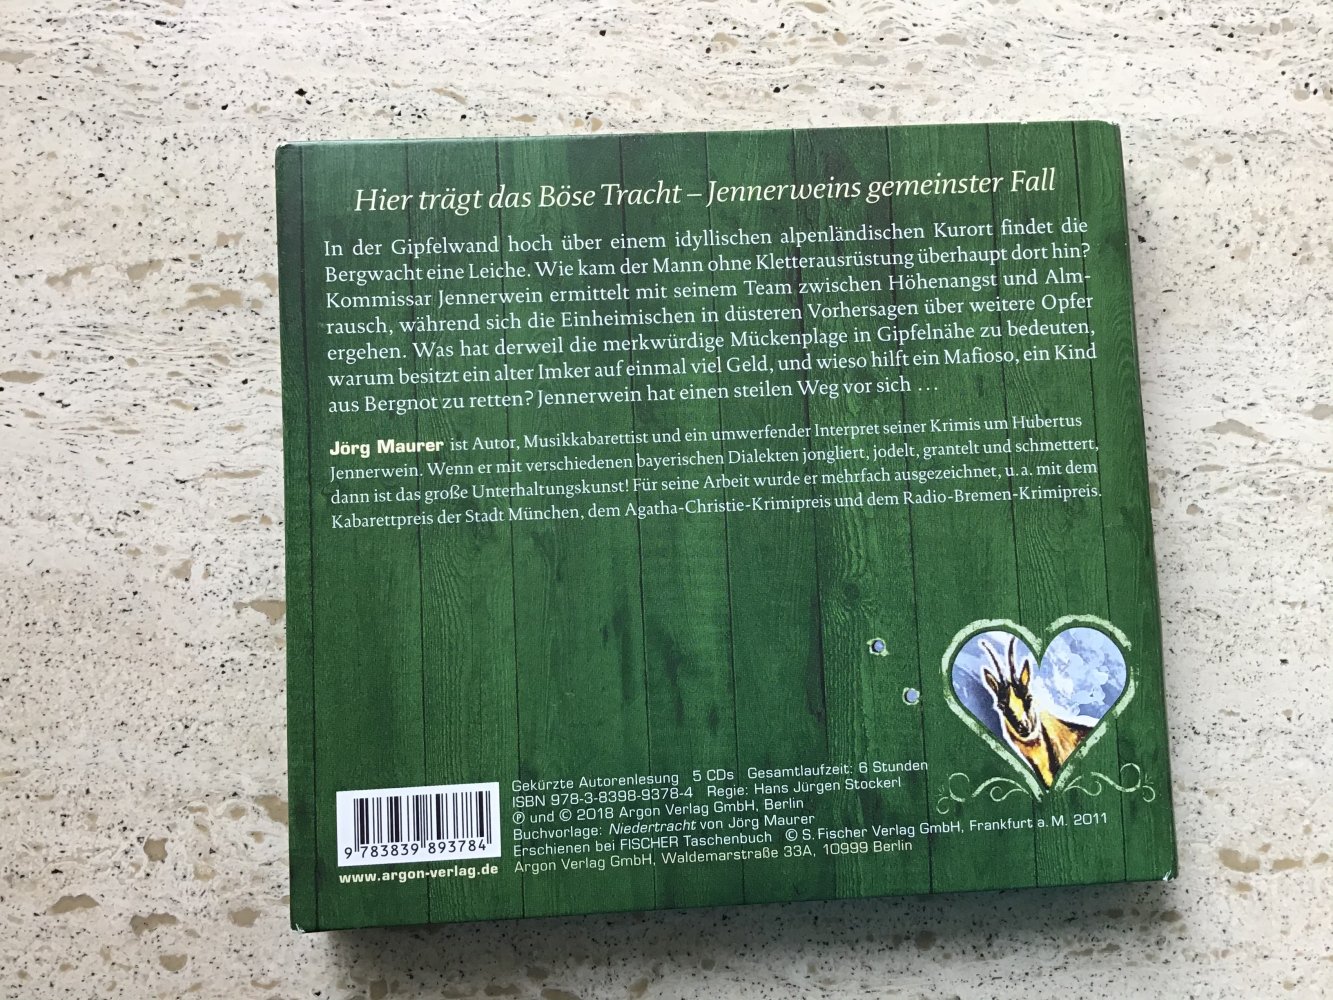 Hier trägt das Böse Tracht – Jennerweins gemeinster Fall
In der Gipfelwand hoch über einem idyllischen alpenländischen Kurort findet die
Bergwacht eine Leiche. Wie kam der Mann ohne Kletterausrüstung überhaupt dort hin?
Kommissar Jennerwein ermittelt mit seinem Team zwischen Höhenangst und Alm-
rausch, während sich die Einheimischen in düsteren Vorhersagen über weitere Opfer
ergehen. Was hat derweil die merkwürdige Mückenplage in Gipfelnähe zu bedeuten,
warum besitzt ein alter Imker auf einmal viel Geld, und wieso hilft ein Mafioso, ein Kind
aus Bergnot zu retten? Jennerwein hat einen steilen Weg vor sich ...
Jörg Maurer ist Autor, Musikkabarettist und ein umwerfender Interpret seiner Krimis um Hubertus
Jennerwein. Wenn er mit verschiedenen bayerischen Dialekten jongliert, jodelt, grantelt und schmettert,
dann ist das große Unterhaltungskunst! Für seine Arbeit wurde er mehrfach ausgezeichnet, u. a. mit dem
Kabarettpreis der Stadt München, dem Agatha-Christie-Krimipreis und dem Radio-Bremen-Krimipreis.
Gekürzte Autorenlesung 5 CDs Gesamtlaufzeit: 6 Stunden
ISBN 978-3-8398-9378-4 Regie: Hans Jürgen Stockerl
℗ und © 2018 Argon Verlag GmbH, Berlin
Buchvorlage: Niedertracht von Jörg Maurer
Erschienen bei FISCHER Taschenbuch © S. Fischer Verlag GmbH, Frankfurt a. M. 2011
Argon Verlag GmbH, Waldemarstraße 33A, 10999 Berlin
9 783839 893784
www.argon-verlag.de